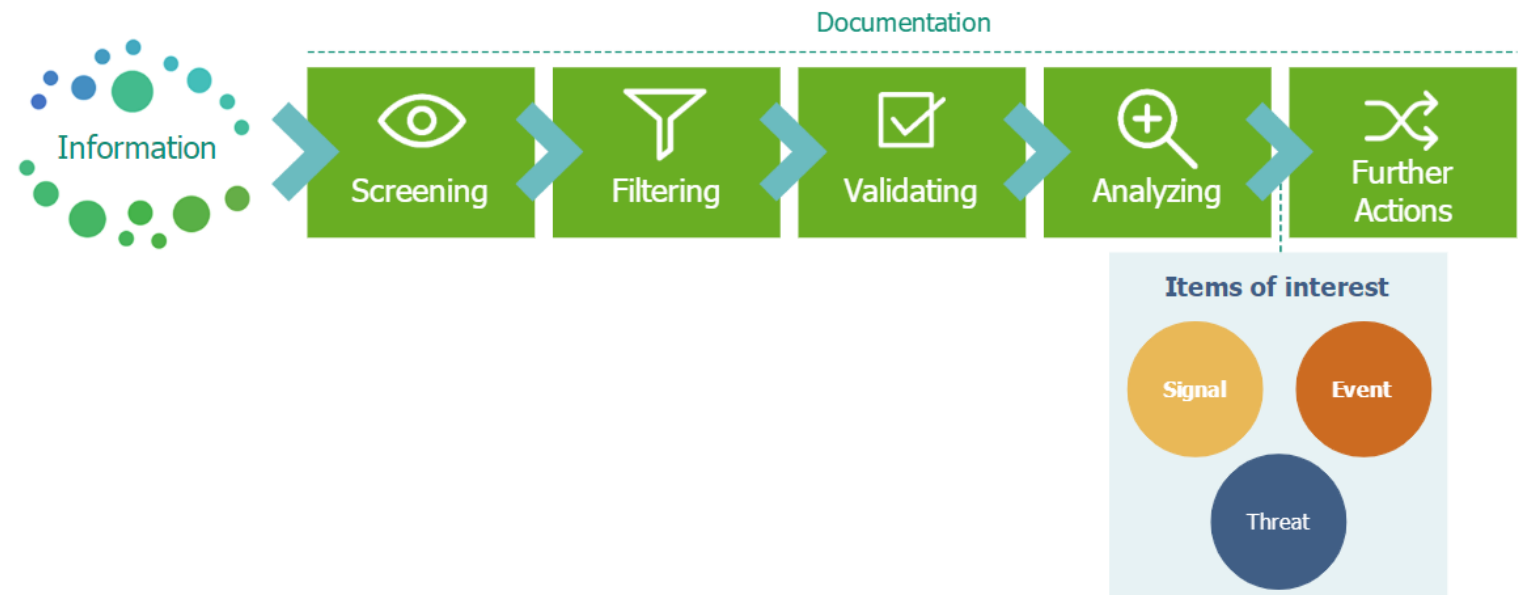 Documentation
Information
Screening
Filtering
Validating
Analyzing
Further
Actions
Items of interest
Signal
Event
Threat